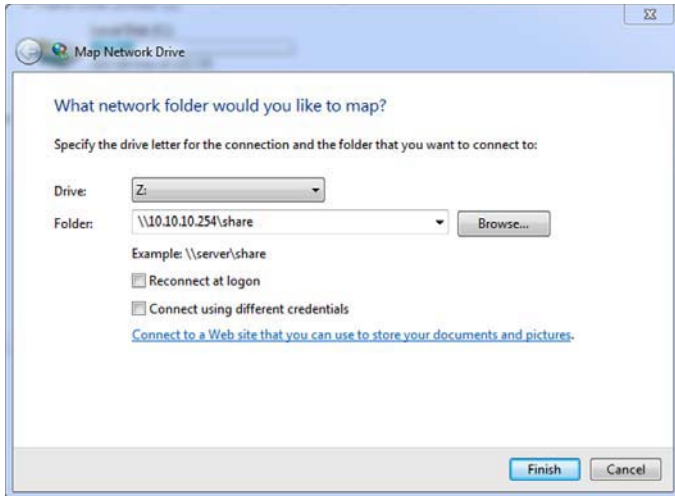 Map Network Drive
What network folder would you like to map?
Specify the drive letter for the connection and the folder that you want to connect to:
Drive: Z:
Folder: \\10.10.10.254\share Browse...
Example: \\server\share
Reconnect at logon
Connect using different credentials
Connect to a Web site that you can use to store your documents and pictures.
Finish Cancel